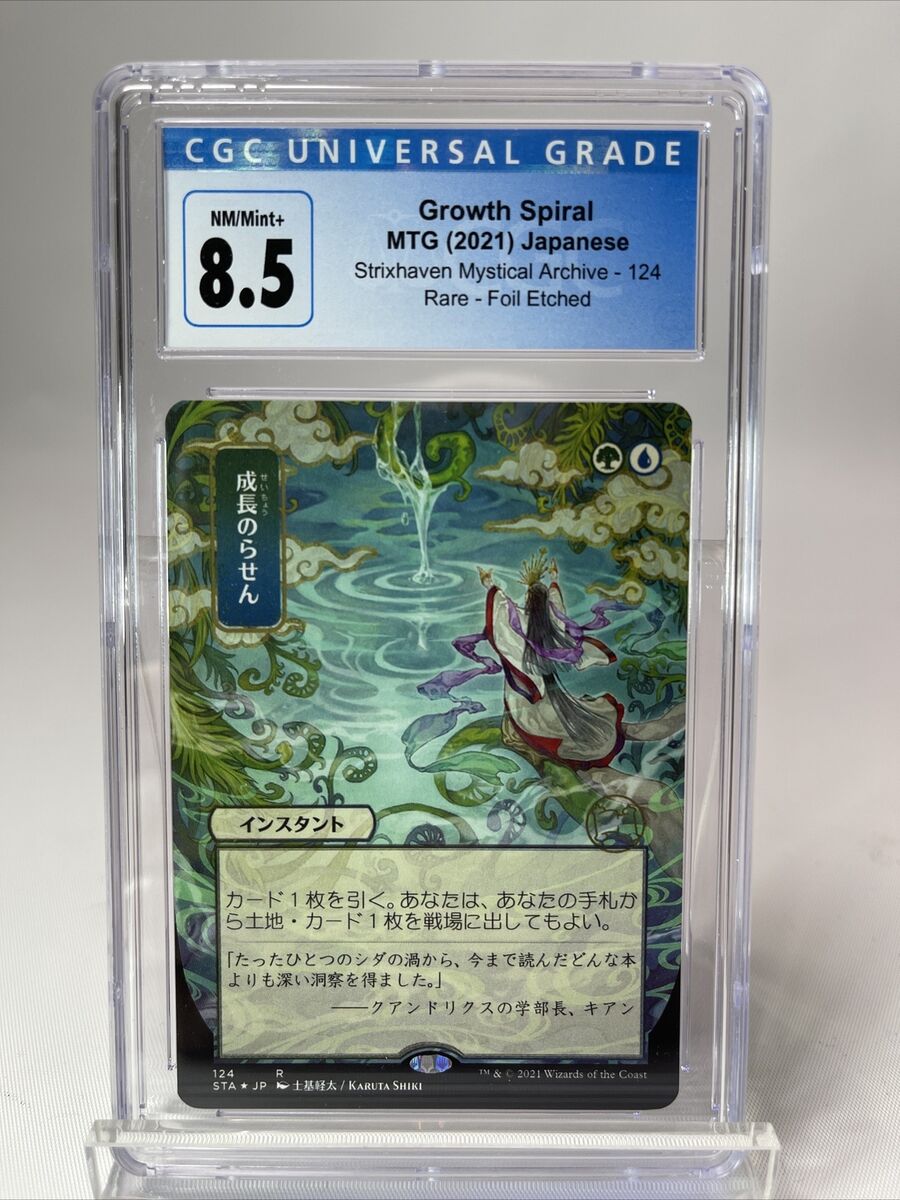 CGC UNIVERSAL GRADE
NM/Mint+
8.5
Growth Spiral
MTG (2021) Japanese
Strixhaven Mystical Archive - 124
Rare - Foil Etched
成長のらせん
せいちょう
インスタント
カード1枚を引く。あなたは、あなたの手札か
ら土地・カード1枚を戦場に出してもよい。
「たったひとつのシダの渦から、今まで読んだどんな本
よりも深い洞察を得ました。」
――クアンドリクスの学部長、キアン
124 R
STA ★ JP 士基軽太 / KARUTA SHIKI
™ & © 2021 Wizards of the Coast